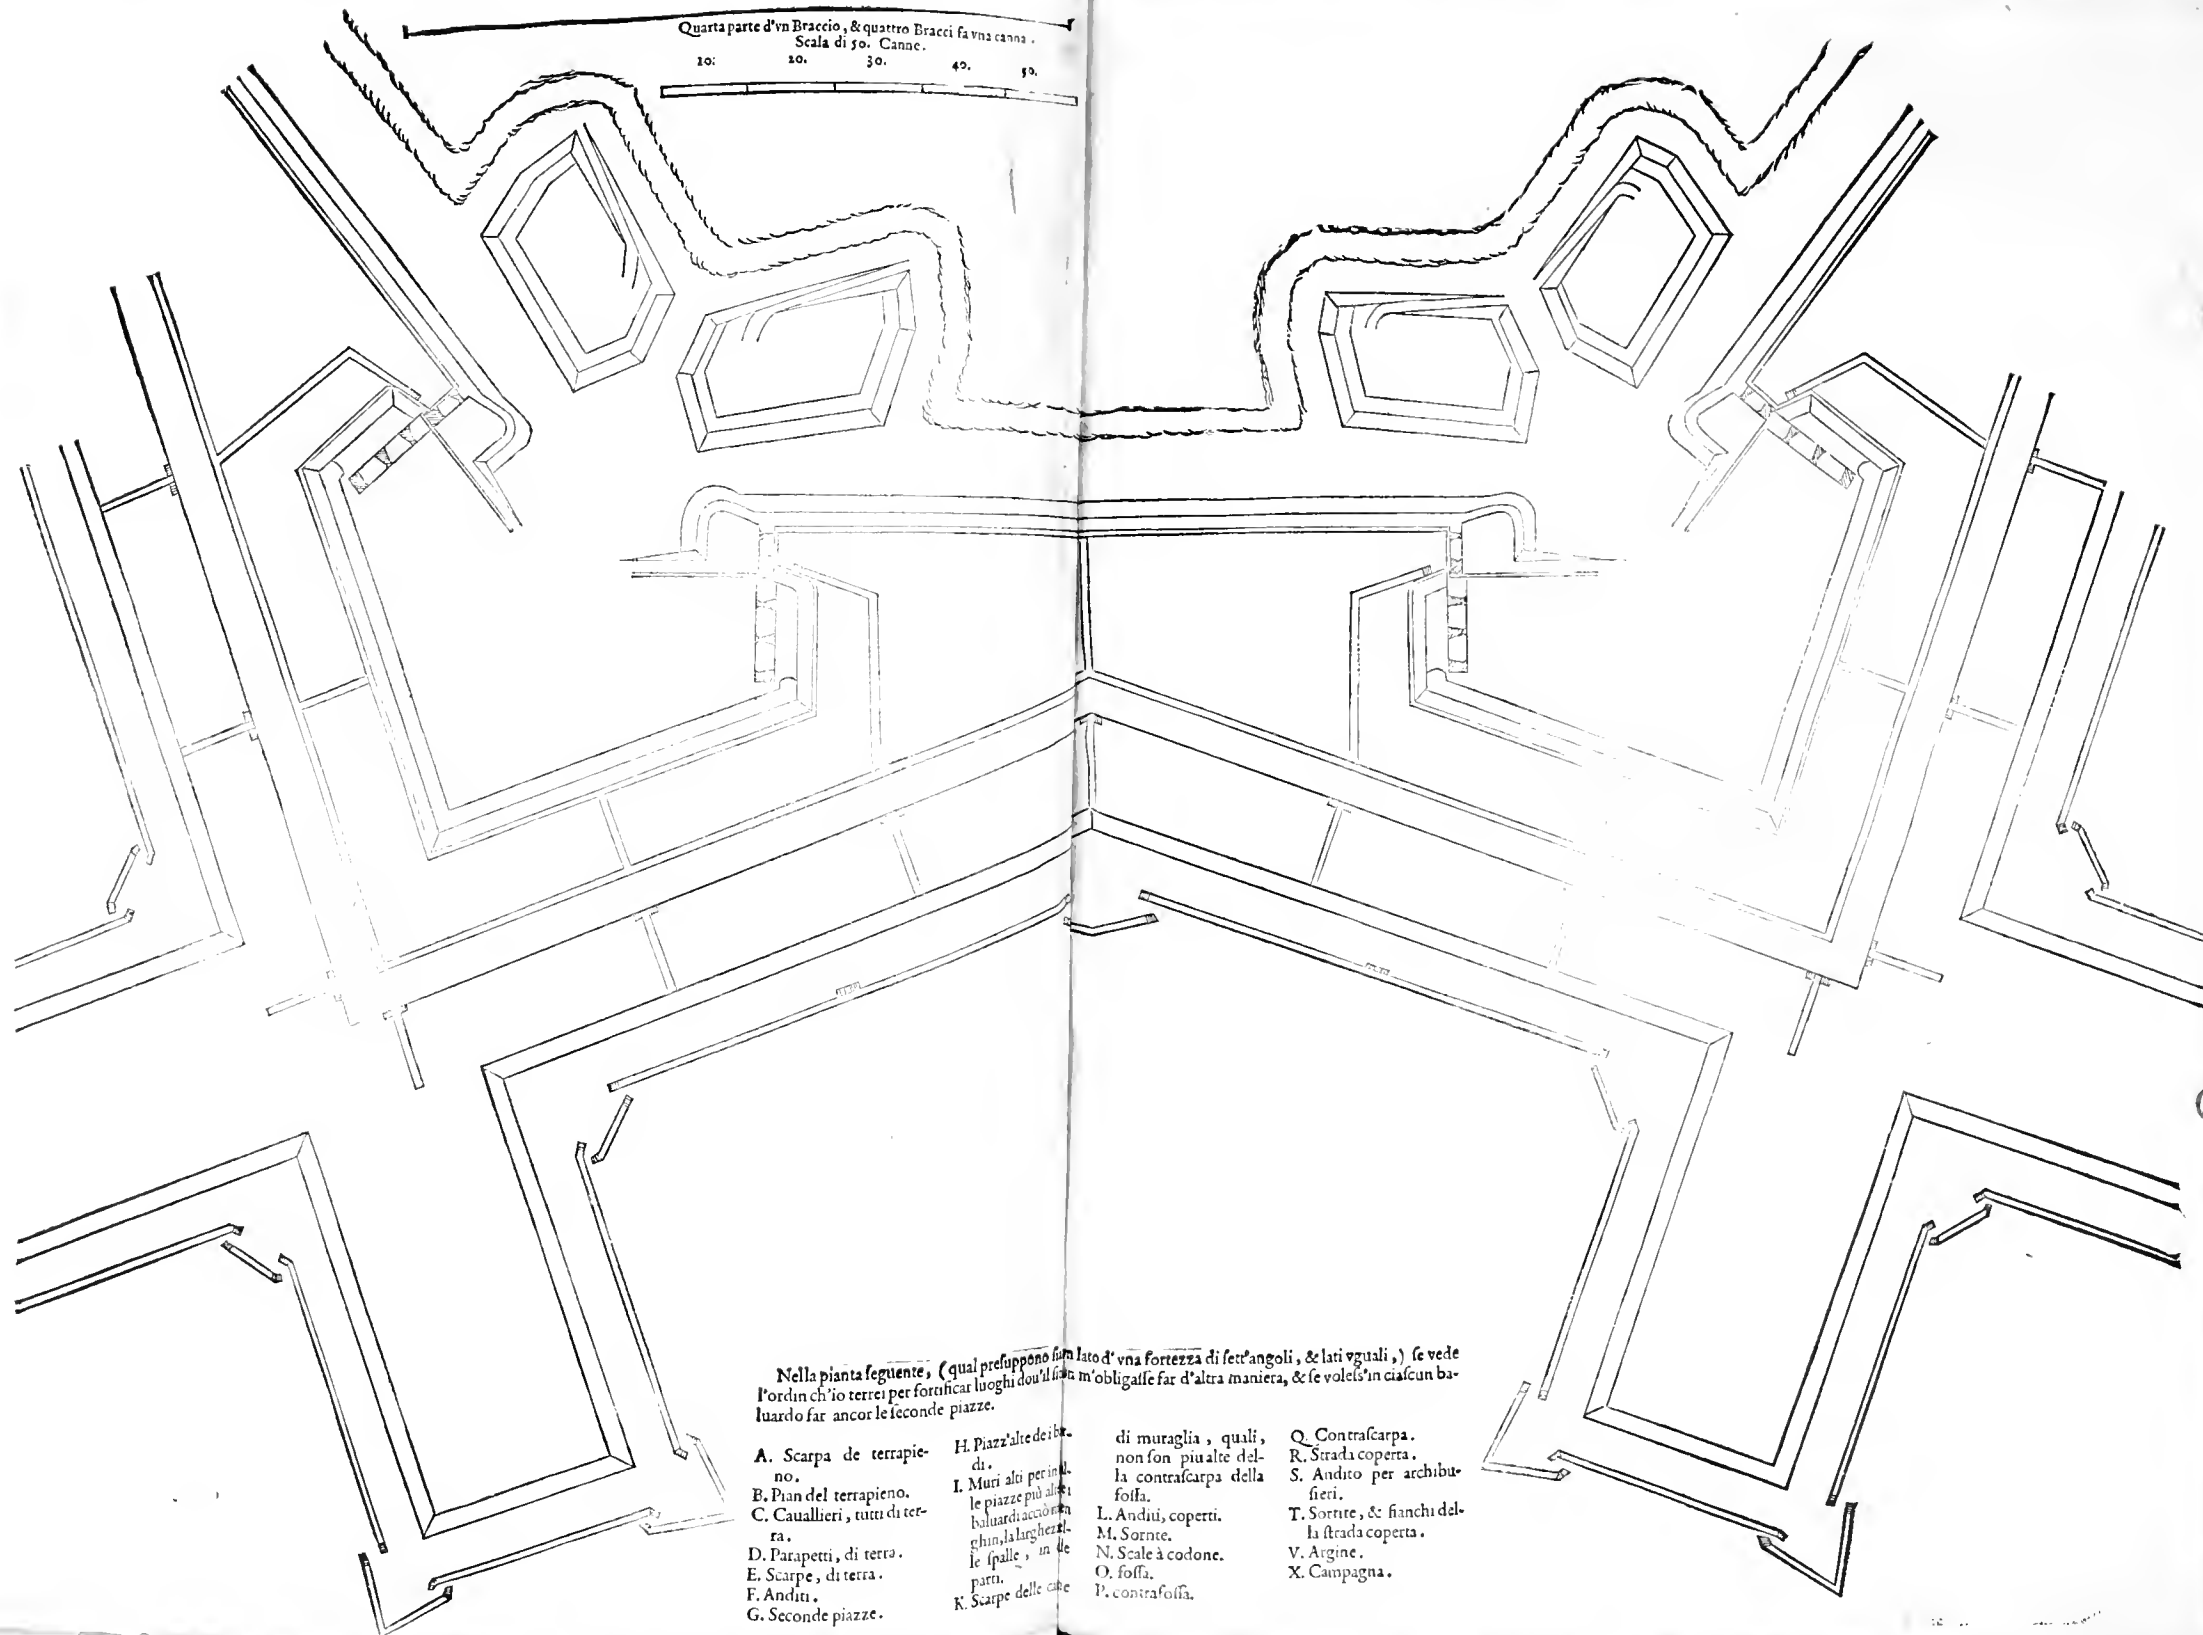 Quarta parte d'vn Braccio, & quattro Bracci fa vna canna.
Scala di 50. Canne.
10. 20. 30. 40. 50.
Nella pianta ſeguente, (qual preſuppono lato d'vna fortezza di ſett'angoli, & lati vguali,) ſe vede
l'ordin ch'io terrei per fortificar luoghi dou'il m'obligaſſe far d'altra maniera, & ſe voleſs'in ciaſcun ba-
luardo far ancor le ſeconde piazze.
A. Scarpa de terrapie-
no.
B. Pian del terrapieno.
C. Cauallieri, tutti di ter-
ra.
D. Parapetti, di terra.
E. Scarpe, di terra.
F. Anditi.
G. Seconde piazze.
H. Piazz'alte de i
di.
I. Muri alti per
le piazze più
baluardi acciò
la
le ſpalle, in
parti.
K. Scarpe delle
di muraglia, quali,
non ſon piu alte del-
la contraſcarpa della
foſſa.
L. Anditi, coperti.
M. Sortite.
N. Scale à codone.
O. foſſa.
P. contrafoſſa.
Q. Contraſcarpa.
R. Strada coperta.
S. Andito per archibu-
ſieri.
T. Sortite, & fianchi del-
la ſtrada coperta.
V. Argine.
X. Campagna.